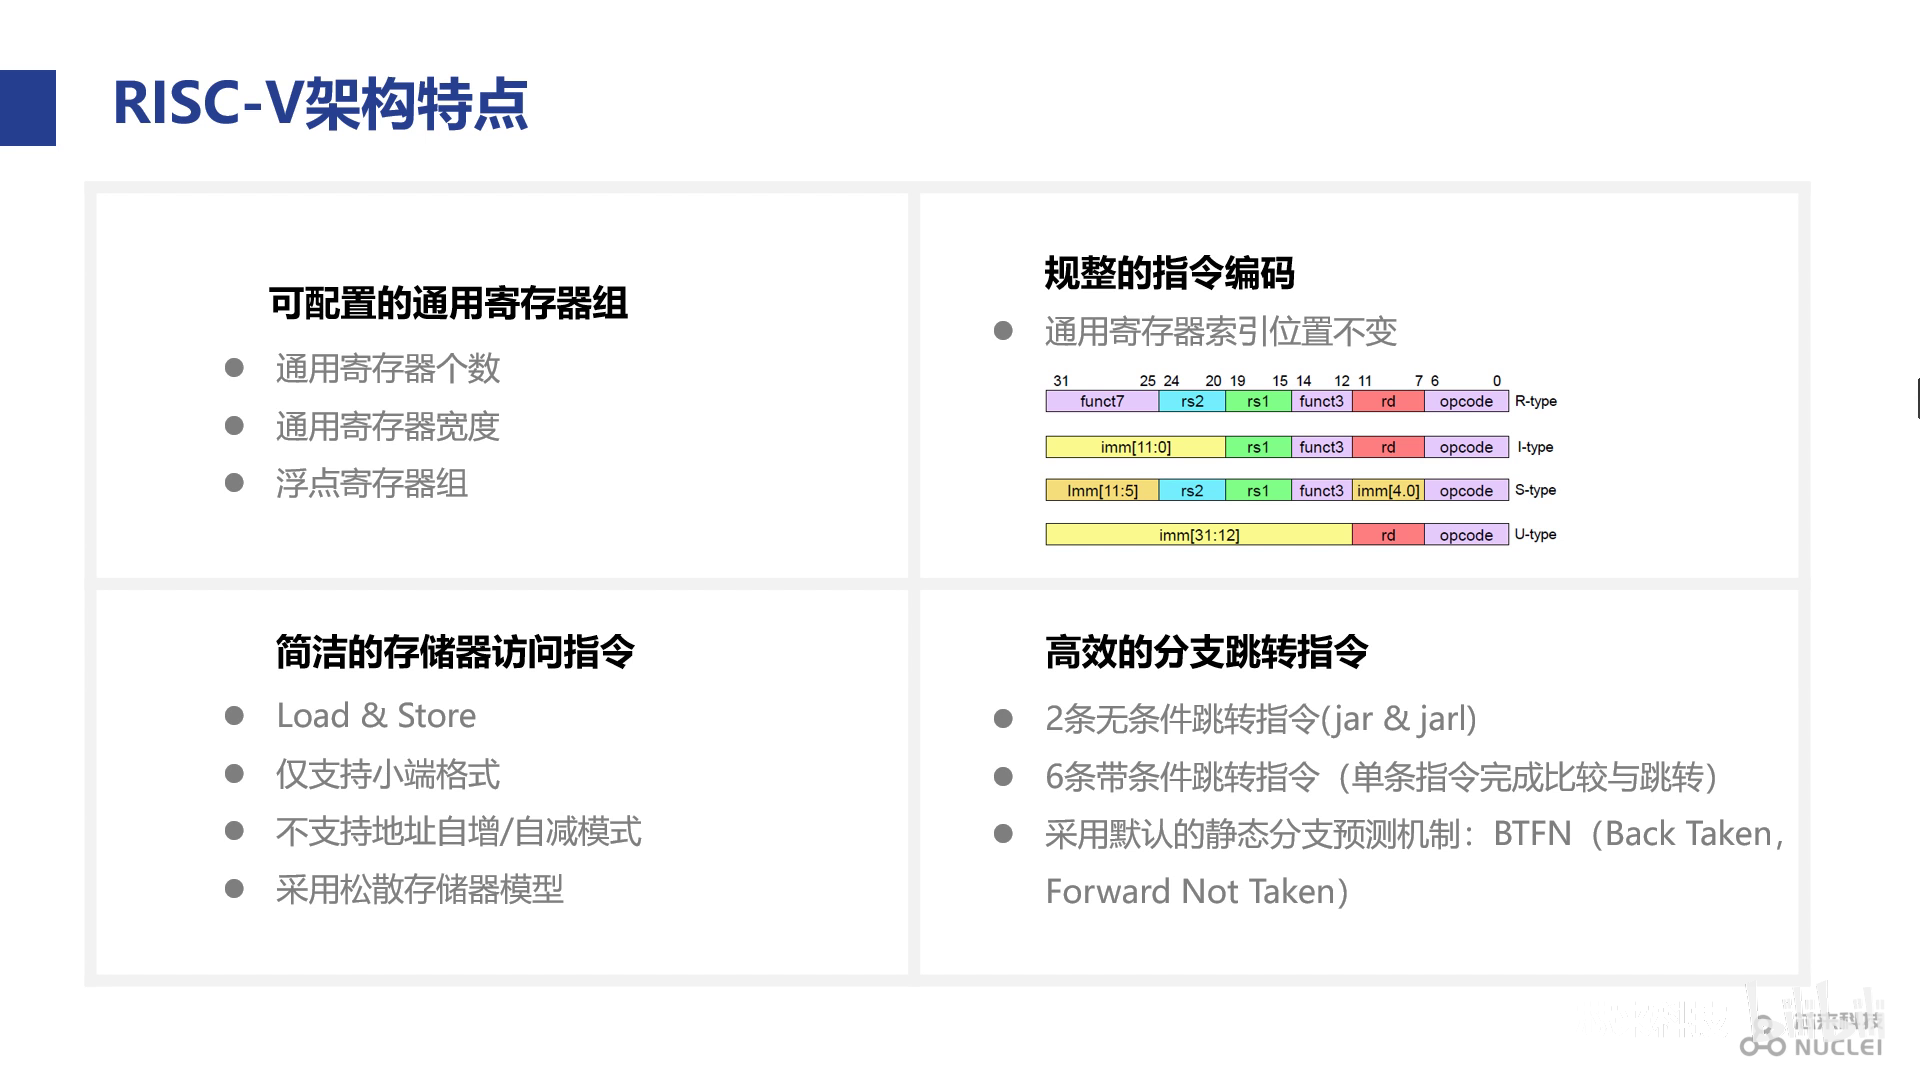 RISC-V架构特点
可配置的通用寄存器组
通用寄存器个数
通用寄存器宽度
浮点寄存器组
规整的指令编码
通用寄存器索引位置不变
31 25 24 20 19 15 14 12 11 7 6 0
funct7 rs2 rs1 funct3 rd opcode R-type
imm[11:0] rs1 funct3 rd opcode I-type
Imm[11:5] rs2 rs1 funct3 imm[4.0] opcode S-type
imm[31:12] rd opcode U-type
简洁的存储器访问指令
Load & Store
仅支持小端格式
不支持地址自增/自减模式
采用松散存储器模型
高效的分支跳转指令
2条无条件跳转指令(jar & jarl)
6条带条件跳转指令（单条指令完成比较与跳转）
采用默认的静态分支预测机制：BTFN（Back Taken，
Forward Not Taken）
芯来科技
NUCLEI
bilibili